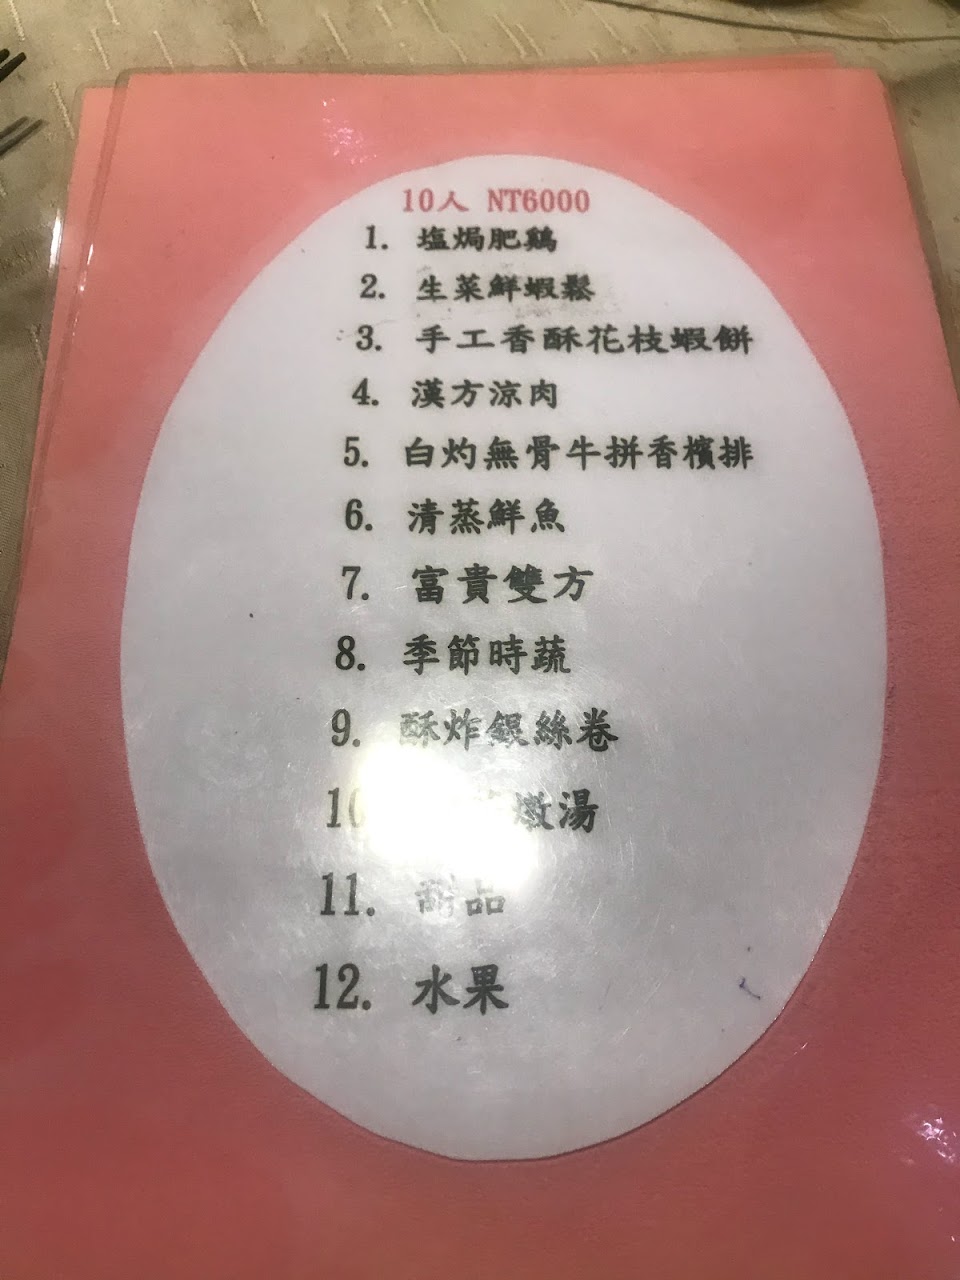 10人 NT6000
1. 塩焗肥鷄
2. 生菜鮮蝦鬆
3. 手工香酥花枝蝦餅
4. 漢方涼肉
5. 白灼無骨牛拼香檳排
6. 清蒸鮮魚
7. 富貴雙方
8. 季節時蔬
9. 酥炸銀絲卷
燉湯
11. 甜品
12. 水果